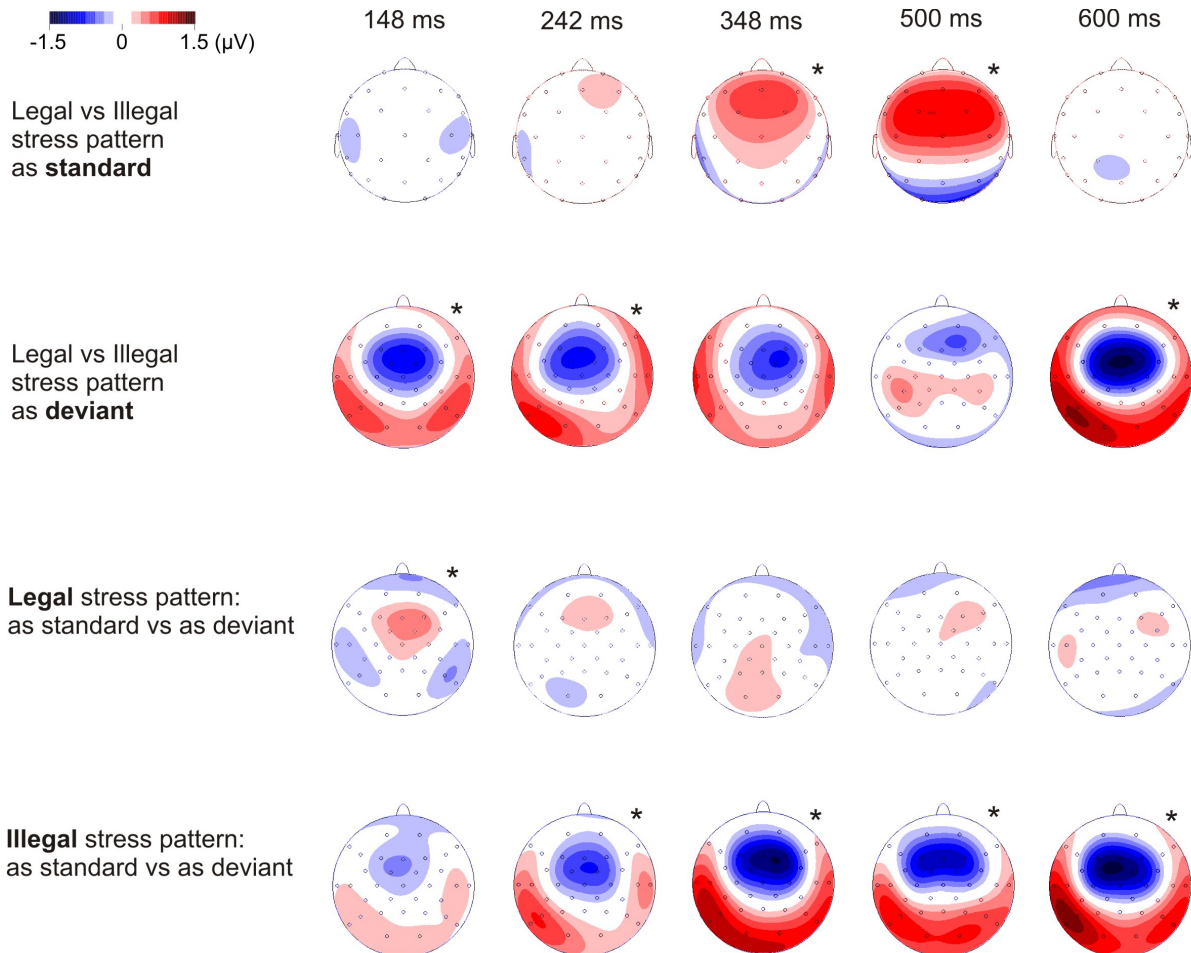 -1.5 0 1.5 (µV)
148 ms 242 ms 348 ms 500 ms 600 ms
Legal vs Illegal
stress pattern
as standard
* *
Legal vs Illegal
stress pattern
as deviant
* * *
Legal stress pattern:
as standard vs as deviant
*
Illegal stress pattern:
as standard vs as deviant
* * * *